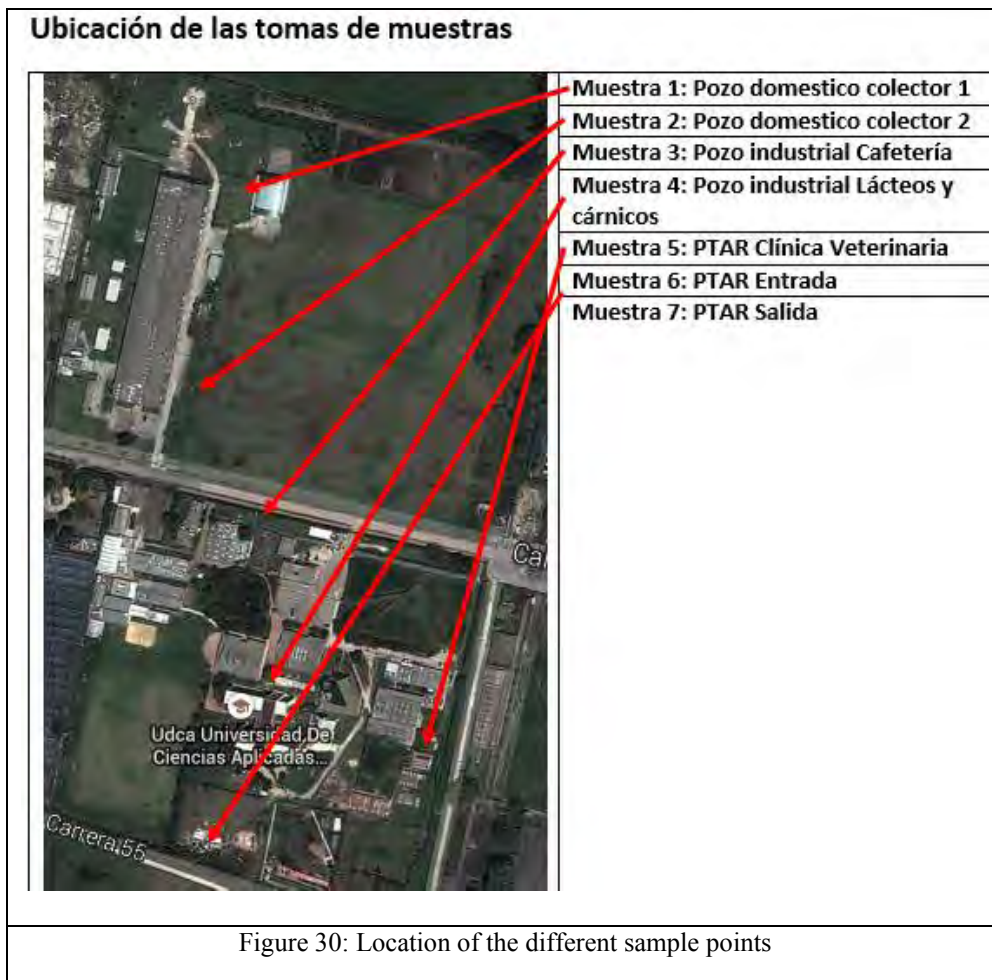 Ubicación de las tomas de muestras
Muestra 1: Pozo domestico colector 1
Muestra 2: Pozo domestico colector 2
Muestra 3: Pozo industrial Cafetería
Muestra 4: Pozo industrial Lácteos y
cárnicos
Muestra 5: PTAR Clínica Veterinaria
Muestra 6: PTAR Entrada
Muestra 7: PTAR Salida
Udca Universidad De
Ciencias Aplicadas...
Carrera 55
Figure 30: Location of the different sample points